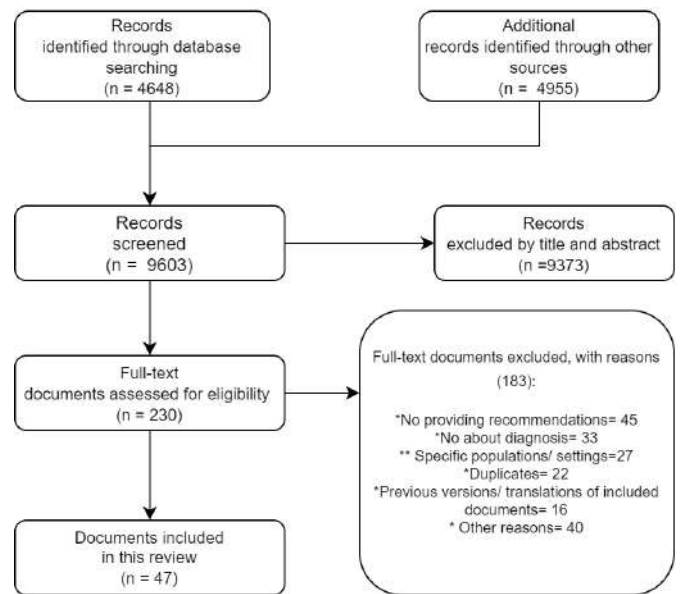 Records
identified through database
searching
(n = 4648)
Additional
records identified through other
sources
(n = 4955)
Records
screened
(n = 9603)
Records
excluded by title and abstract
(n =9373)
Full-text
documents assessed for eligibility
(n = 230)
Full-text documents excluded, with reasons
(183):
*No providing recommendations= 45
*No about diagnosis= 33
** Specific populations/ settings=27
*Duplicates= 22
*Previous versions/ translations of included
documents= 16
* Other reasons= 40
Documents included
in this review
(n = 47)